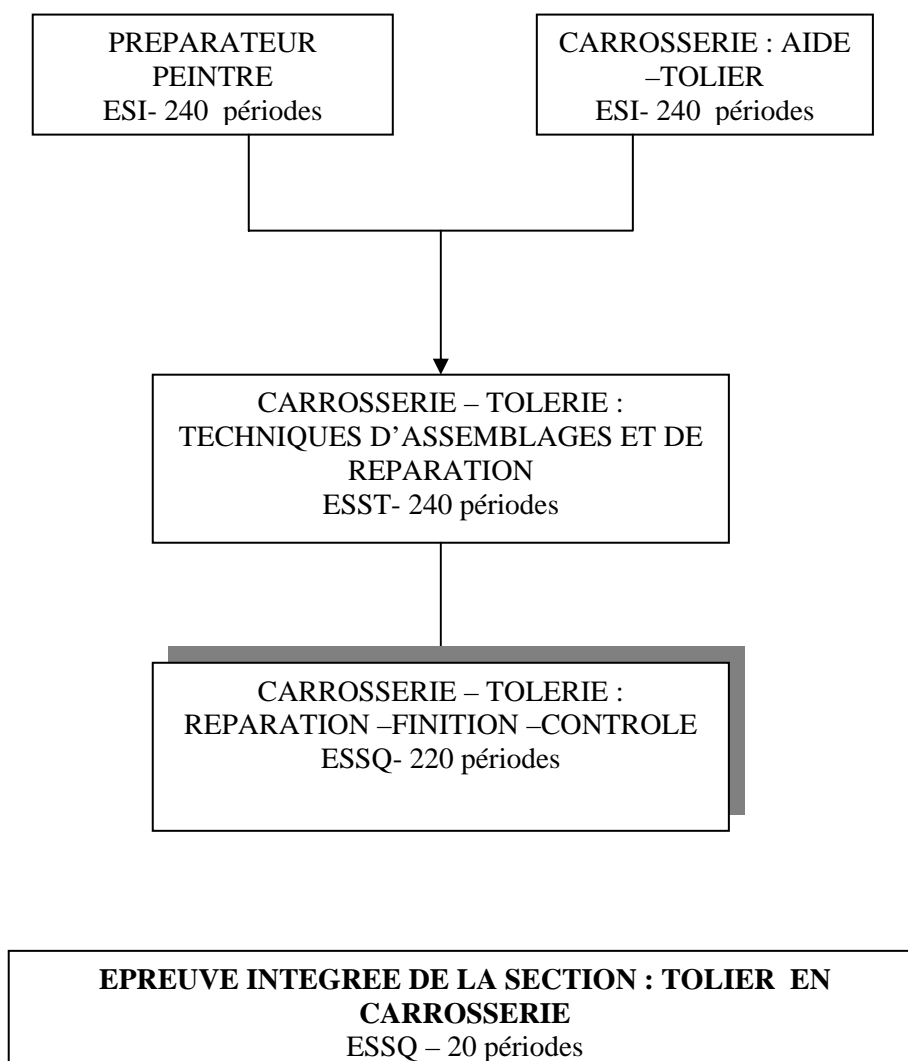 PREPARATEUR
PEINTRE
ESI- 240 périodes
CARROSSERIE : AIDE
–TOLIER
ESI- 240 périodes
CARROSSERIE – TOLERIE :
TECHNIQUES D’ASSEMBLAGES ET DE
REPARATION
ESST- 240 périodes
CARROSSERIE – TOLERIE :
REPARATION –FINITION –CONTROLE
ESSQ- 220 périodes
EPREUVE INTEGREE DE LA SECTION : TOLIER EN
CARROSSERIE
ESSQ – 20 périodes